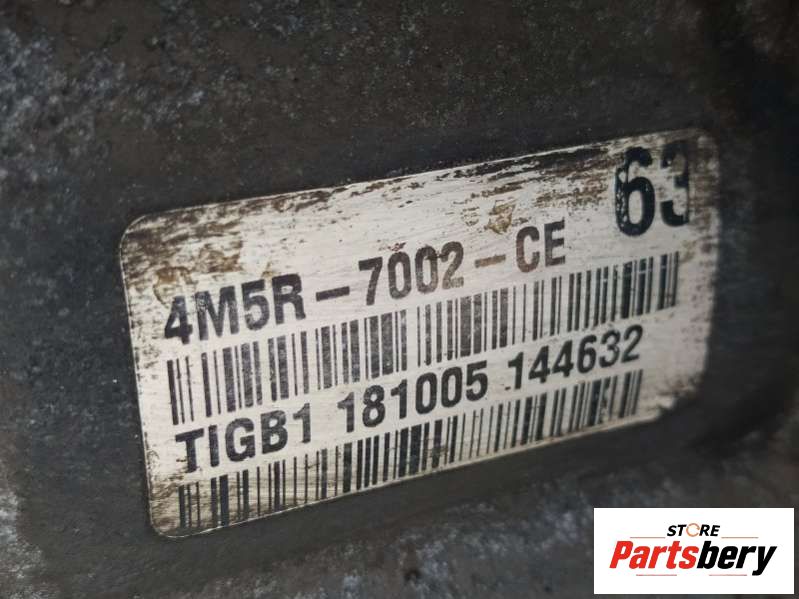 63
4M5R-7002-CE
TIGB1 181005 144632
STORE
Partsbery